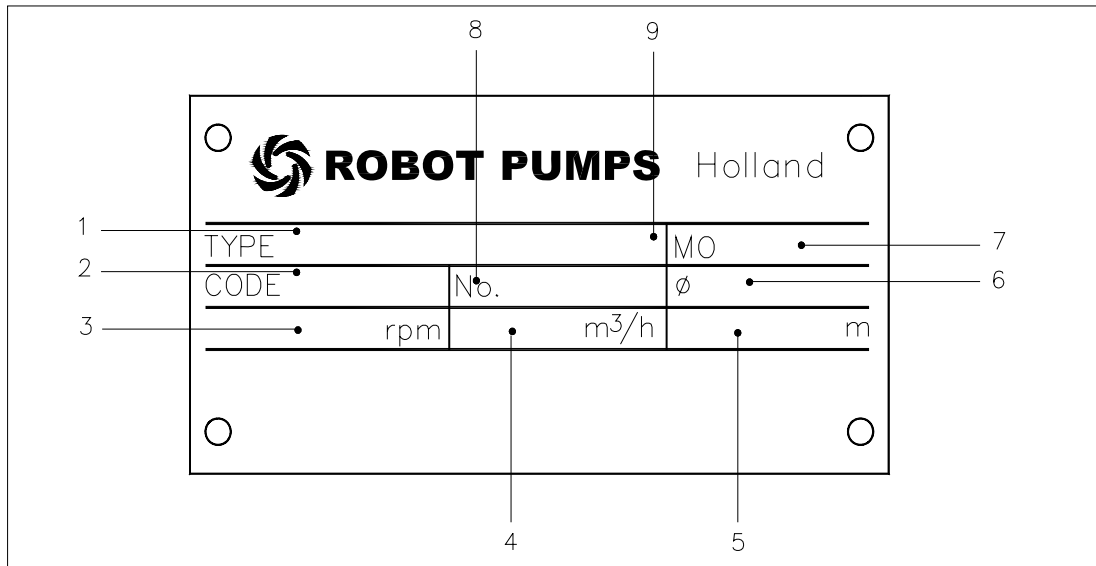 8 9
ROBOT PUMPS Holland
1 TYPE MO 7
2 CODE No. ø 6
3 rpm m³/h m
4 5